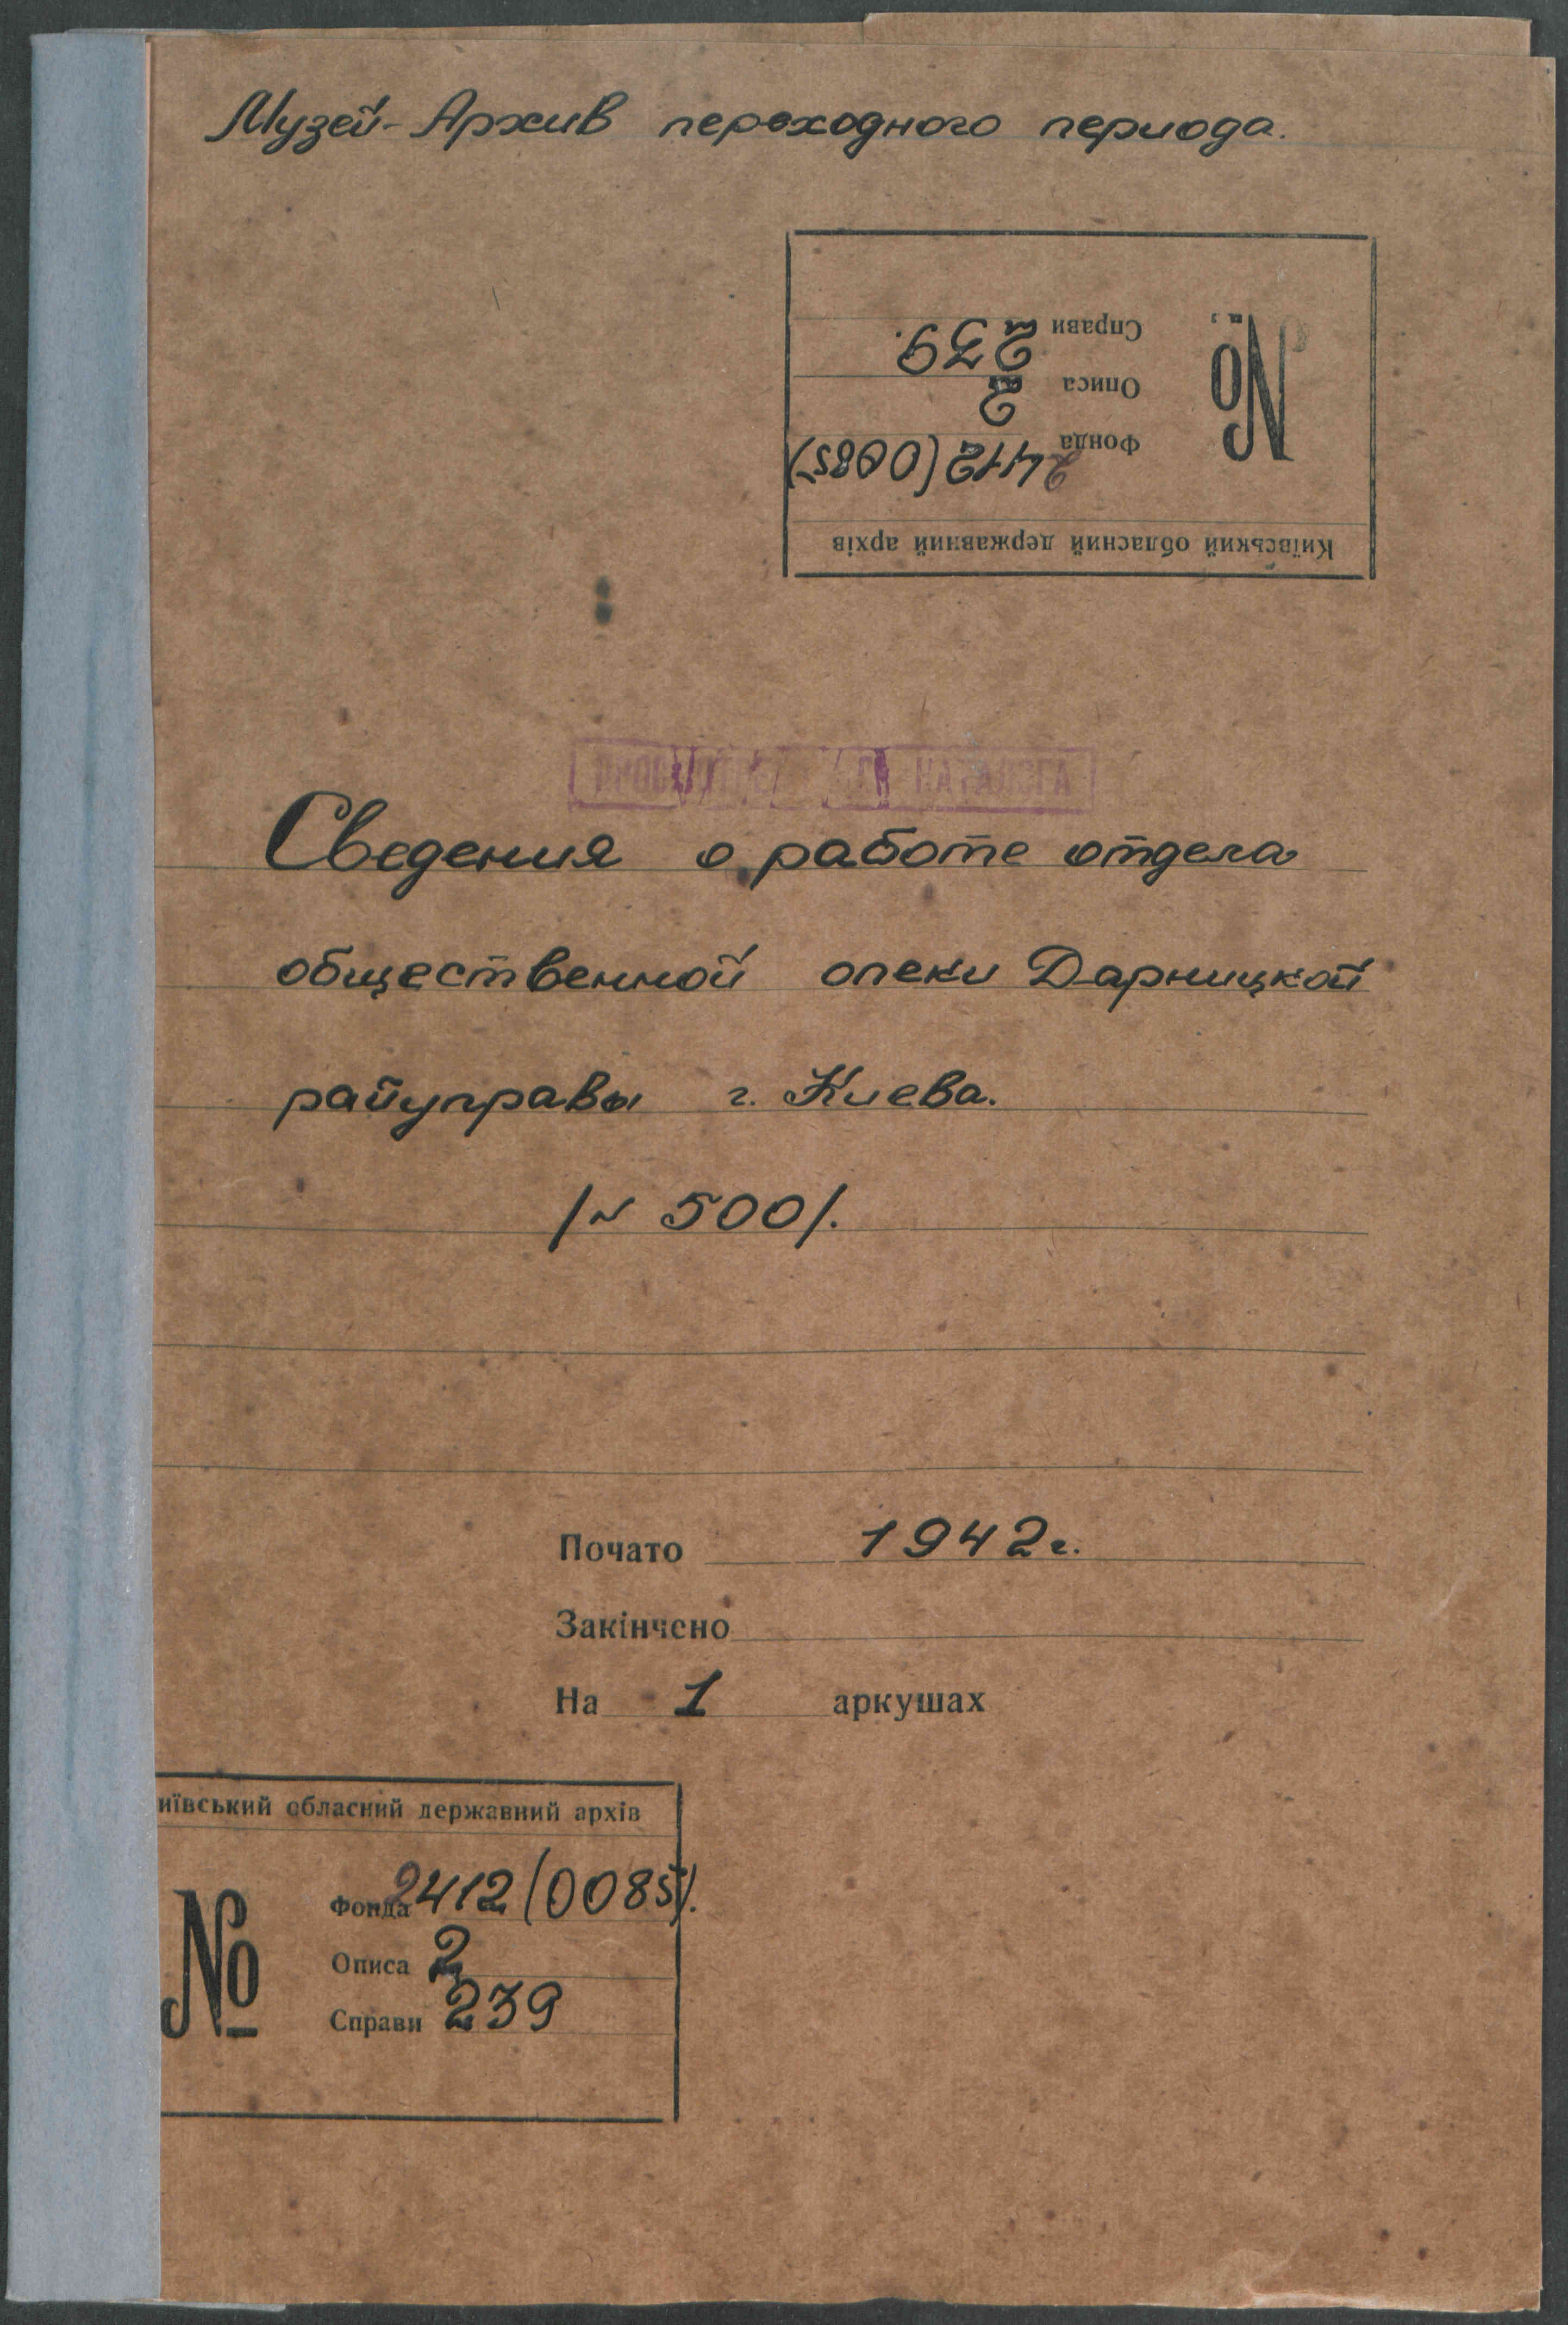 Музей-Архив переходного периода.
Київський обласний державний архів
№
Фонда 2412(0085)
Описа 2
Справи 239.
КАТАЛОГА
Сведения о работе отдела
общественной опеки Дарницкой
райуправы г. Киева.
/№ 500/.
Почато 1942г.
Закінчено
На 1 аркушах
иївський обласний державний архів
№
Фонда 2412(0085).
Описа 2
Справи 239